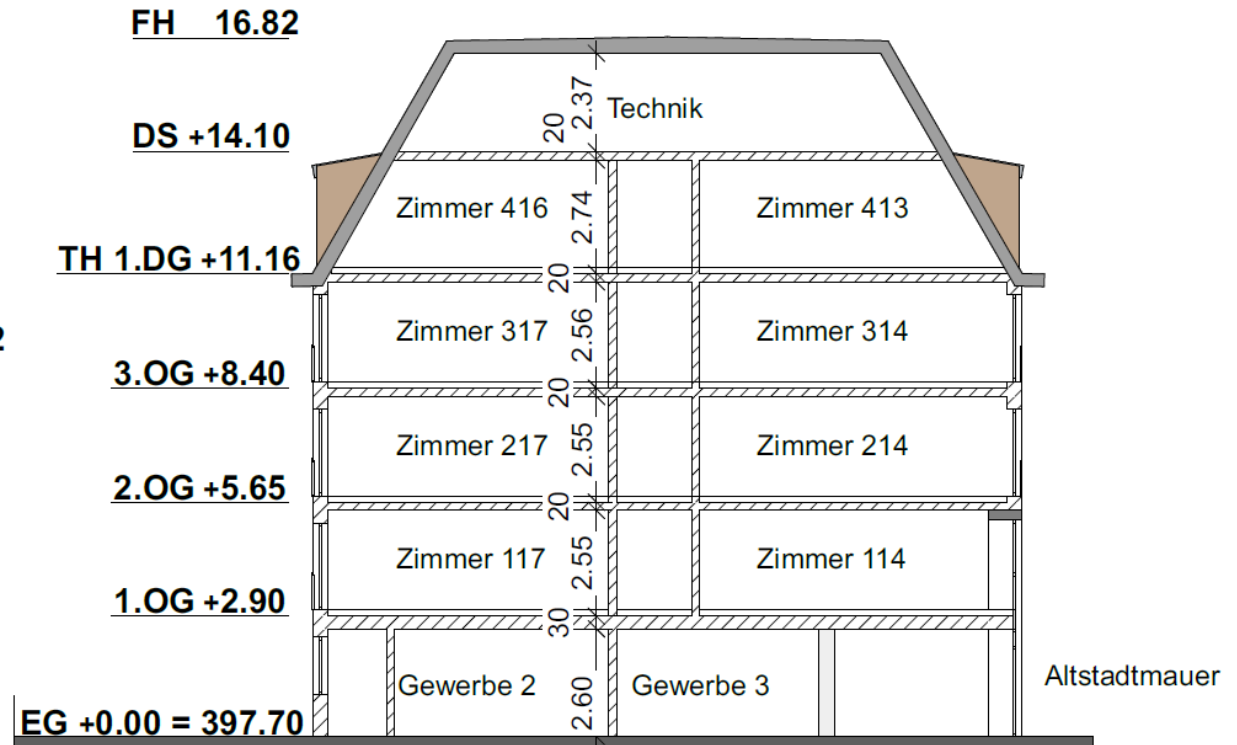 FH 16.82
2.37
Technik
20
DS +14.10
Zimmer 416
2.74
Zimmer 413
TH 1.DG +11.16
20
Zimmer 317
2.56
Zimmer 314
2
3.OG +8.40
20
Zimmer 217
2.55
Zimmer 214
2.OG +5.65
20
Zimmer 117
2.55
Zimmer 114
1.OG +2.90
30
Gewerbe 2
2.60
Gewerbe 3
Altstadtmauer
EG +0.00 = 397.70